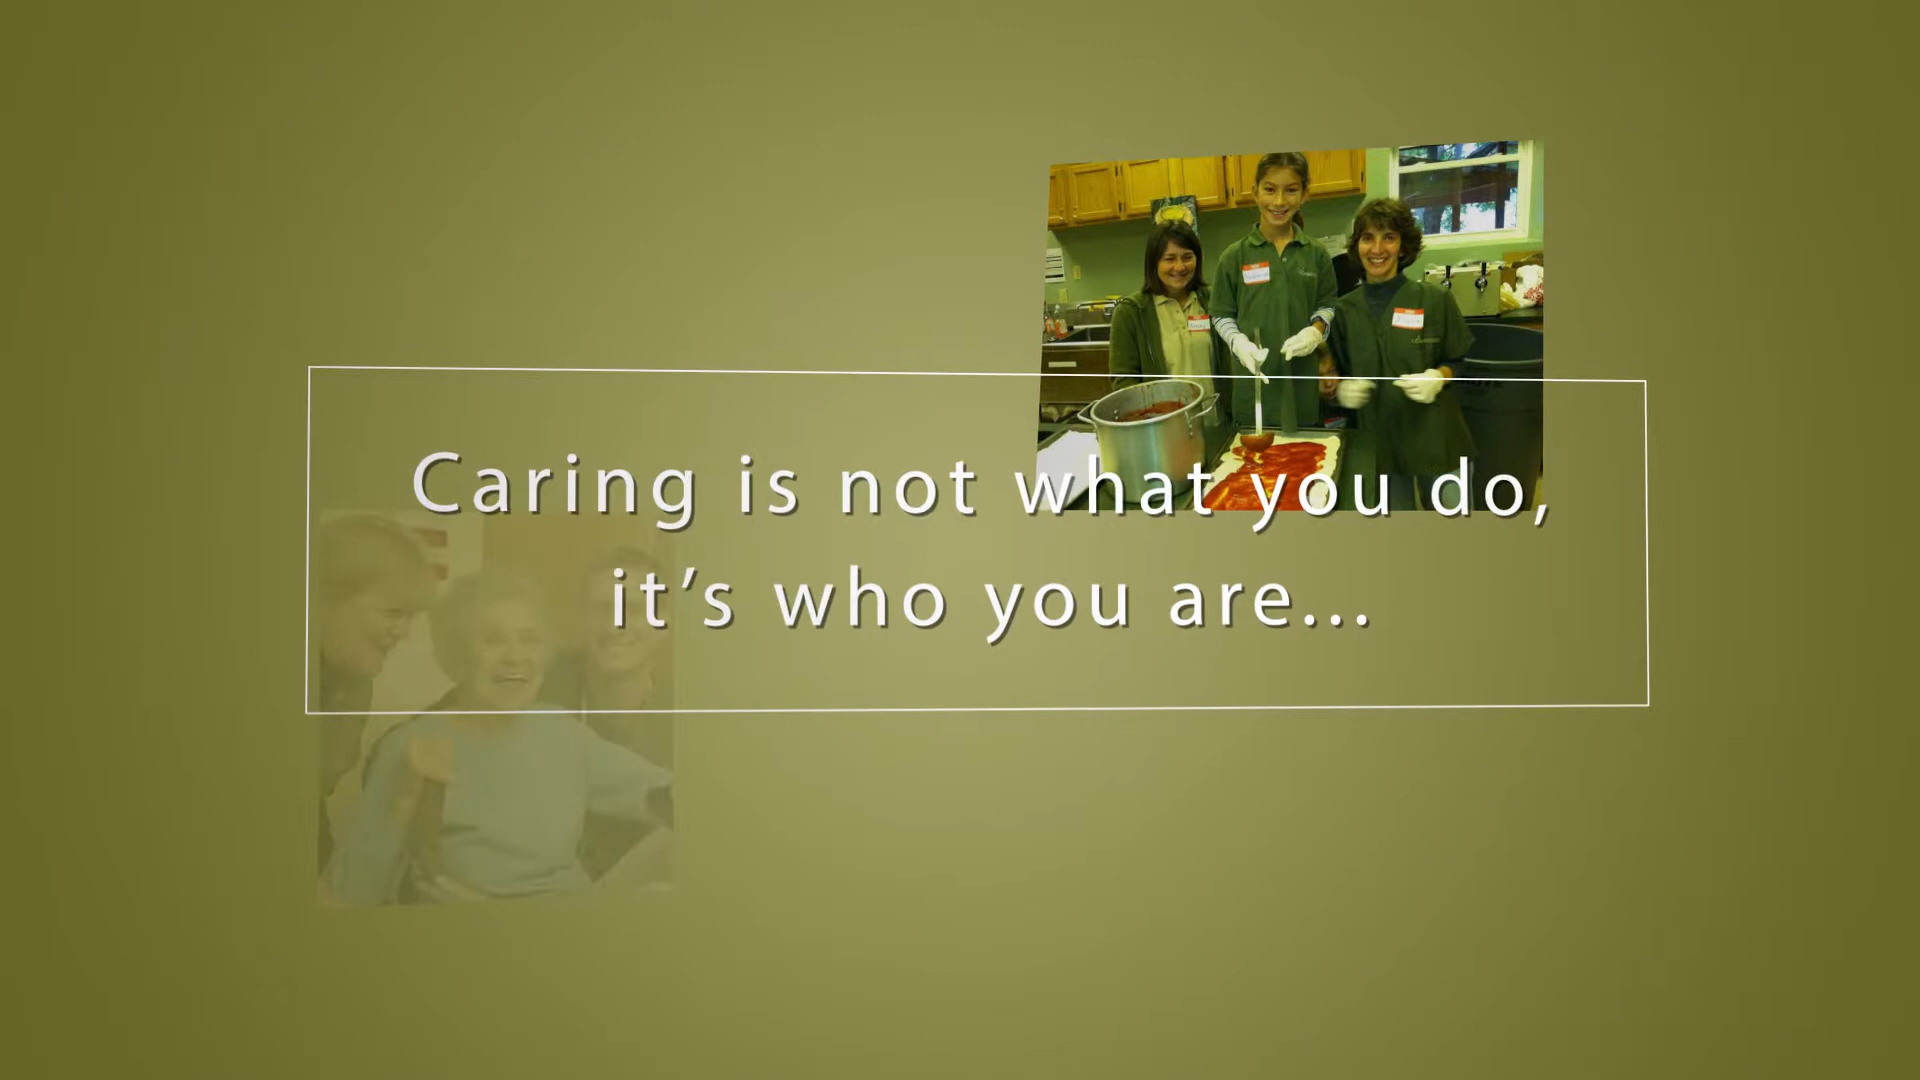 Caring is not what you do,
it's who you are...